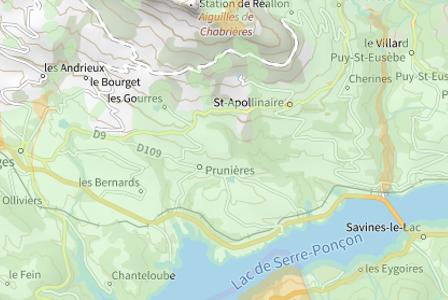 Station de Réallon
Aiguilles de
Chabrières
le Villard
Puy-St-Eusèbe
les Andrieux
le Bourget
Puy-St
Chernes
les Gourres
St-Apollinaire
D9
D109
Prunières
les Bernards
Olliviers
Savines-le-Lac
Lac de Serre-Ponçon
le Fein
Chanteloube
les Eygoires